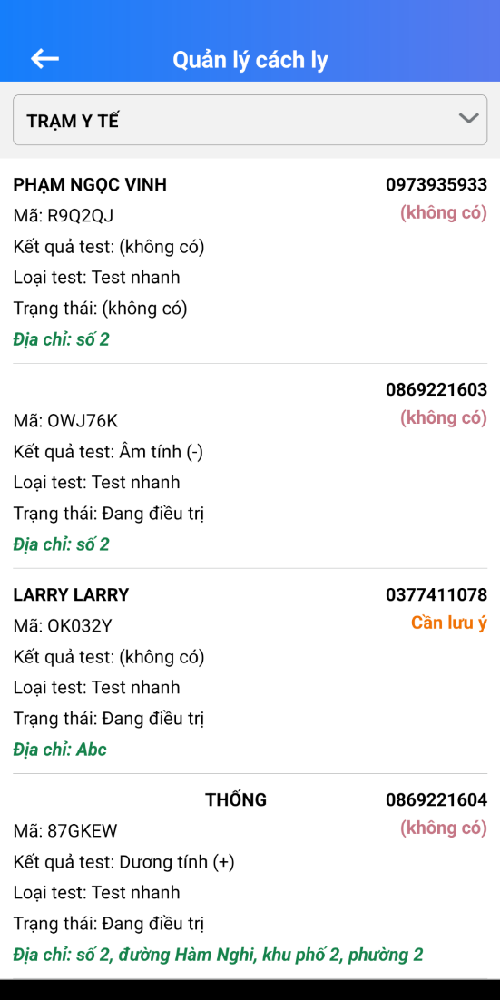 Quản lý cách ly
TRẠM Y TẾ
PHẠM NGỌC VINH 0973935933
Mã: R9Q2QJ (không có)
Kết quả test: (không có)
Loại test: Test nhanh
Trạng thái: (không có)
Địa chỉ: số 2
0869221603
Mã: OWJ76K (không có)
Kết quả test: Âm tính (-)
Loại test: Test nhanh
Trạng thái: Đang điều trị
Địa chỉ: số 2
LARRY LARRY 0377411078
Mã: OK032Y Cần lưu ý
Kết quả test: (không có)
Loại test: Test nhanh
Trạng thái: Đang điều trị
Địa chỉ: Abc
THỐNG 0869221604
Mã: 87GKEW (không có)
Kết quả test: Dương tính (+)
Loại test: Test nhanh
Trạng thái: Đang điều trị
Địa chỉ: số 2, đường Hàm Nghi, khu phố 2, phường 2